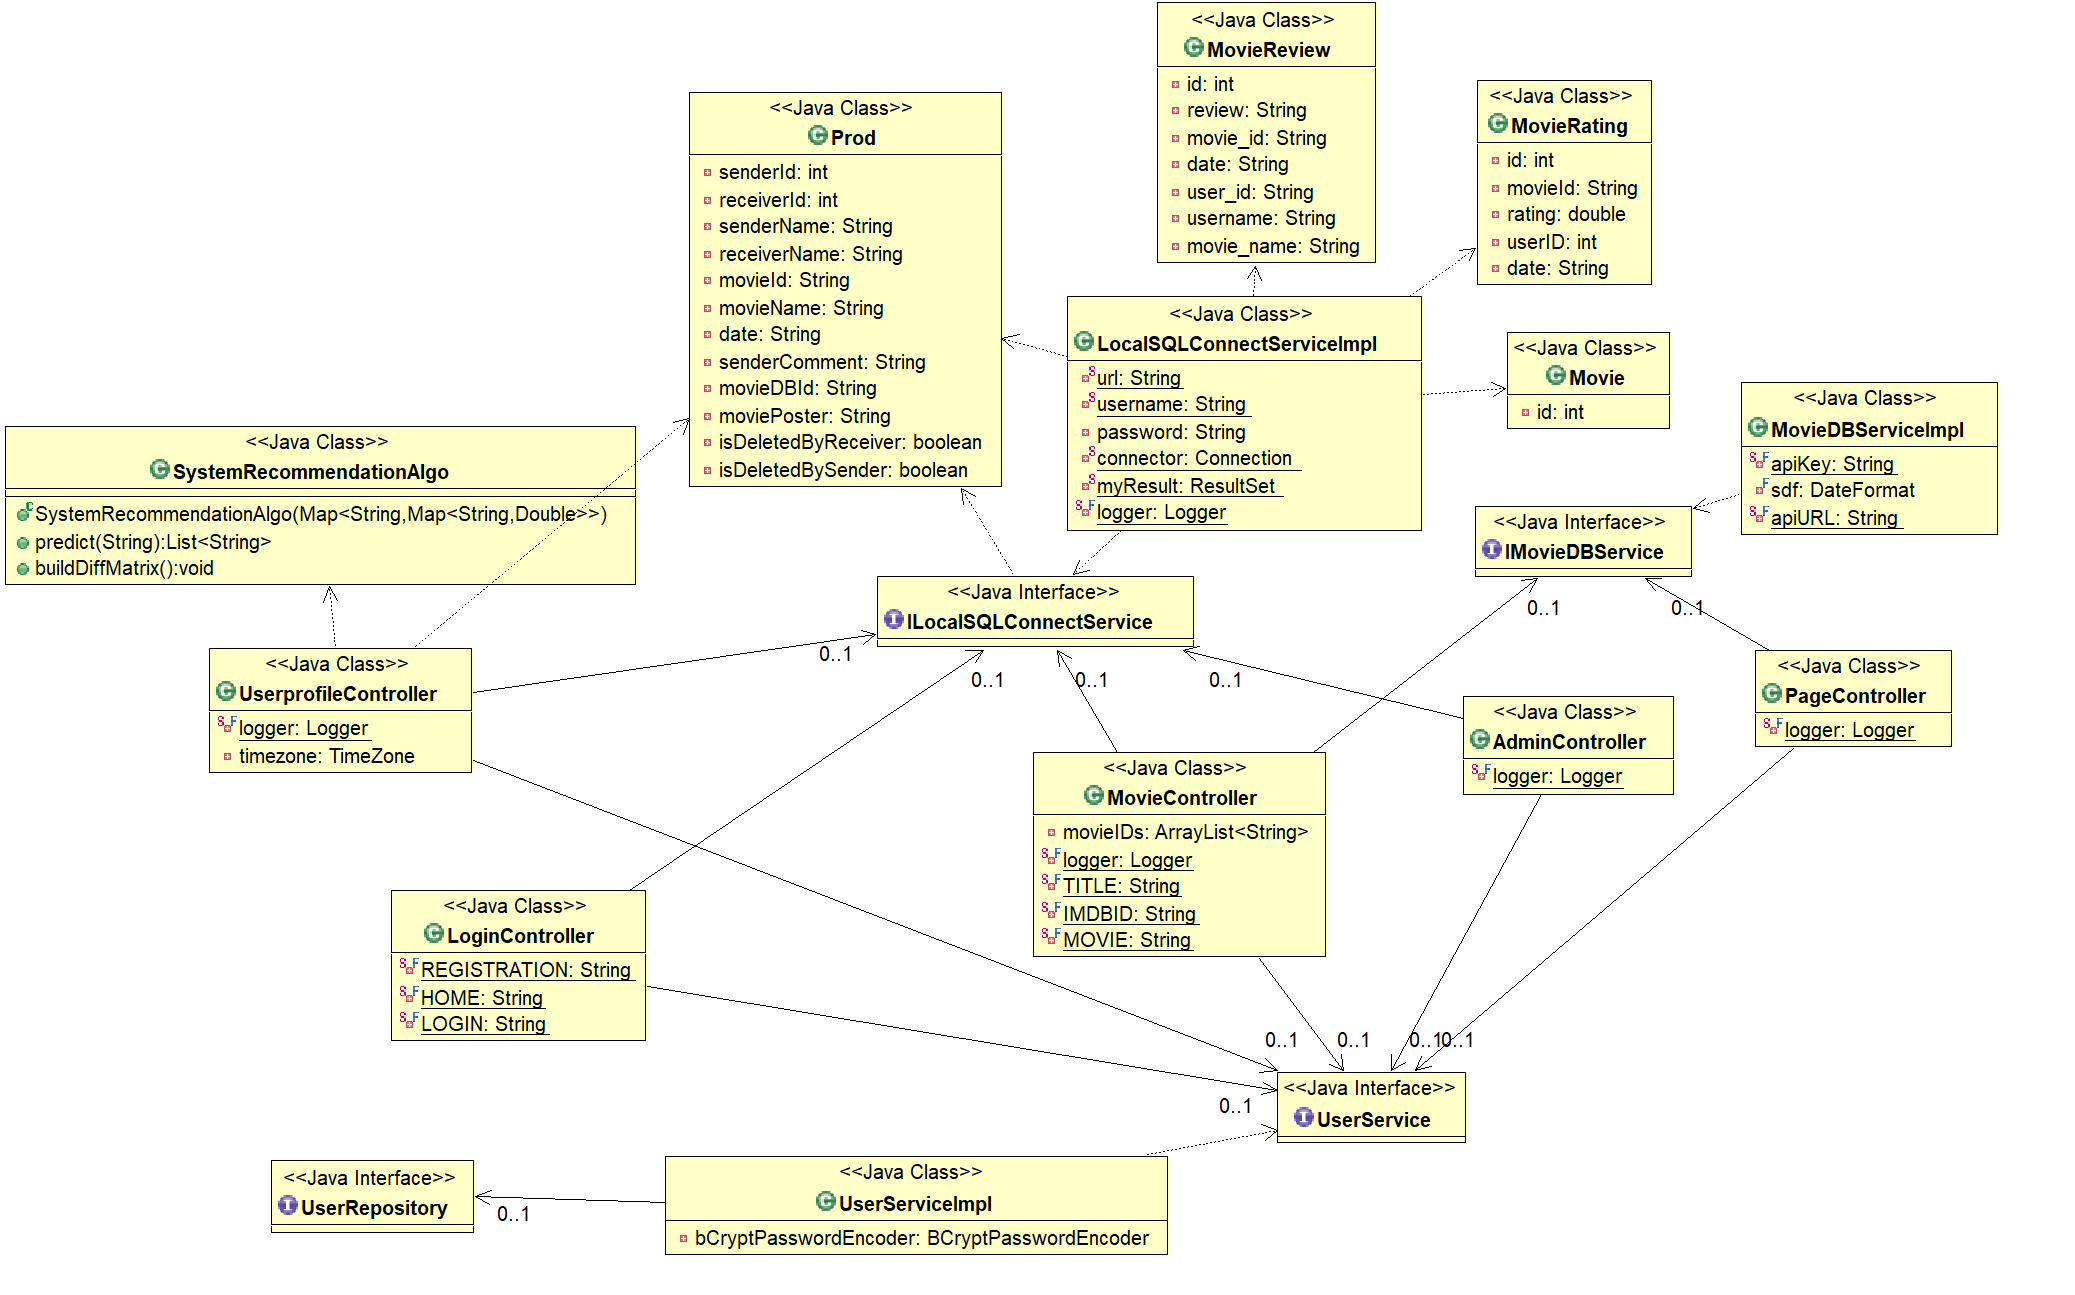 <<Java Class>>
MovieReview
id: int
review: String
movie_id: String
date: String
user_id: String
username: String
movie_name: String
<<Java Class>>
MovieRating
id: int
movieId: String
rating: double
userID: int
date: String
<<Java Class>>
Prod
senderId: int
receiverId: int
senderName: String
receiverName: String
movieId: String
movieName: String
date: String
senderComment: String
movieDBId: String
moviePoster: String
isDeletedByReceiver: boolean
isDeletedBySender: boolean
<<Java Class>>
LocalSQLConnectServiceImpl
url: String
username: String
password: String
connector: Connection
myResult: ResultSet
logger: Logger
<<Java Class>>
Movie
id: int
<<Java Class>>
MovieDBServiceImpl
apiKey: String
sdf: DateFormat
apiURL: String
<<Java Class>>
SystemRecommendationAlgo
SystemRecommendationAlgo(Map<String,Map<String,Double>>)
predict(String):List<String>
buildDiffMatrix():void
<<Java Interface>>
IMovieDBService
0..1
0..1
<<Java Interface>>
ILocalSQLConnectService
0..1
0..1
0..1
0..1
<<Java Class>>
UserprofileController
logger: Logger
timezone: TimeZone
<<Java Class>>
PageController
logger: Logger
<<Java Class>>
AdminController
logger: Logger
<<Java Class>>
MovieController
movieIDs: ArrayList<String>
logger: Logger
TITLE: String
IMDBID: String
MOVIE: String
<<Java Class>>
LoginController
REGISTRATION: String
HOME: String
LOGIN: String
0..1
0..1
0..1
0..1
0..1
<<Java Interface>>
UserService
<<Java Interface>>
UserRepository
0..1
<<Java Class>>
UserServiceImpl
bCryptPasswordEncoder: BCryptPasswordEncoder